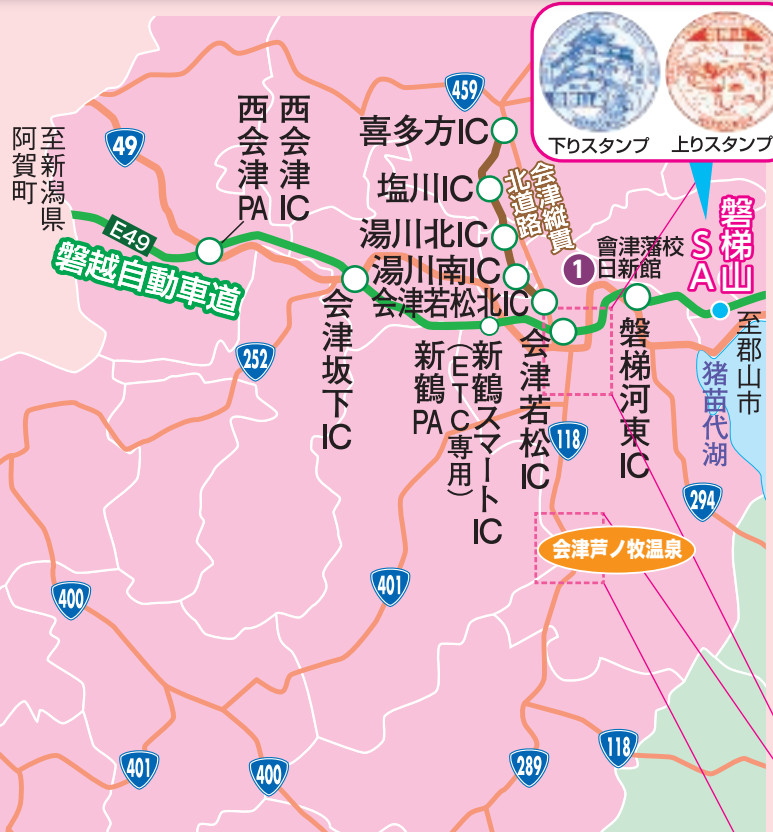 下りスタンプ
上りスタンプ
459
49
至新潟県
阿賀町
西会津IC
西会津PA
喜多方IC
塩川IC
湯川北IC
湯川南IC
会津若松北IC
会津縦貫
北道路
1
會津藩校
日新館
磐梯山
SA
E49
磐越自動車道
会津坂下IC
新鶴スマートIC
(ETC専用)
新鶴PA
会津若松IC
磐梯河東IC
至郡山市
猪苗代湖
252
118
294
会津芦ノ牧温泉
400
401
401
400
289
118